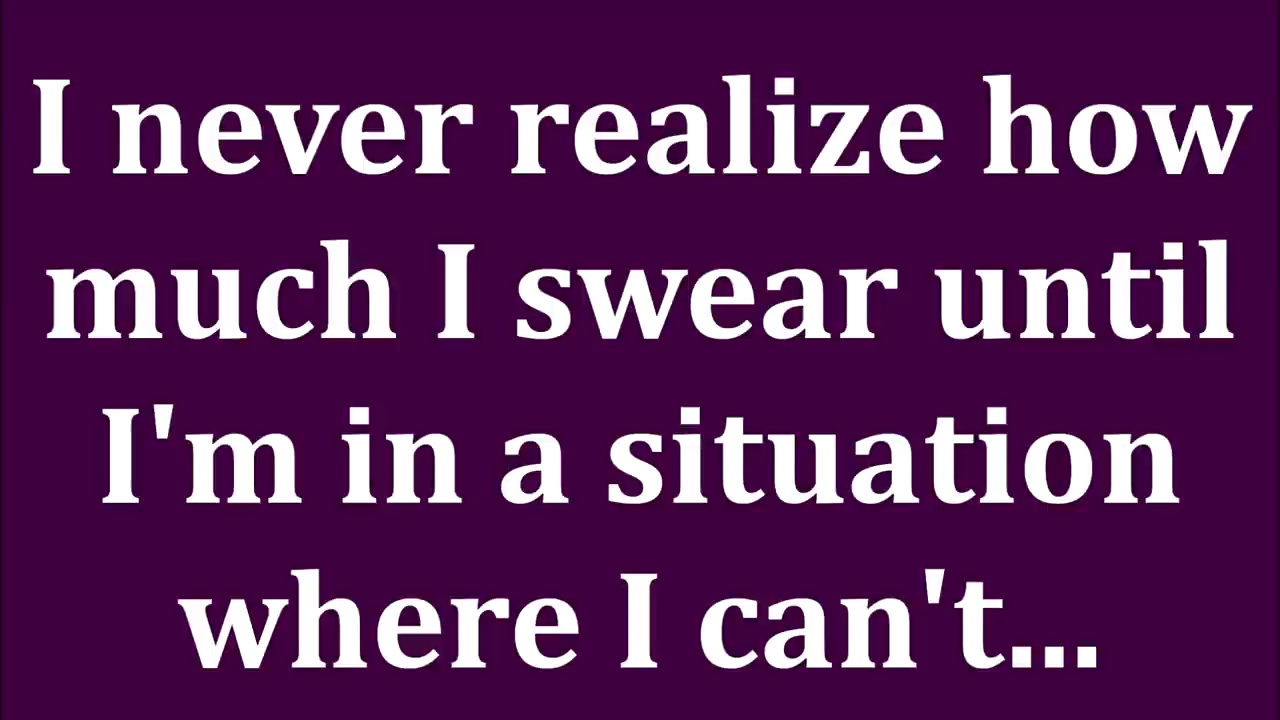 I never realize how
much I swear until
I'm in a situation
where I can't...